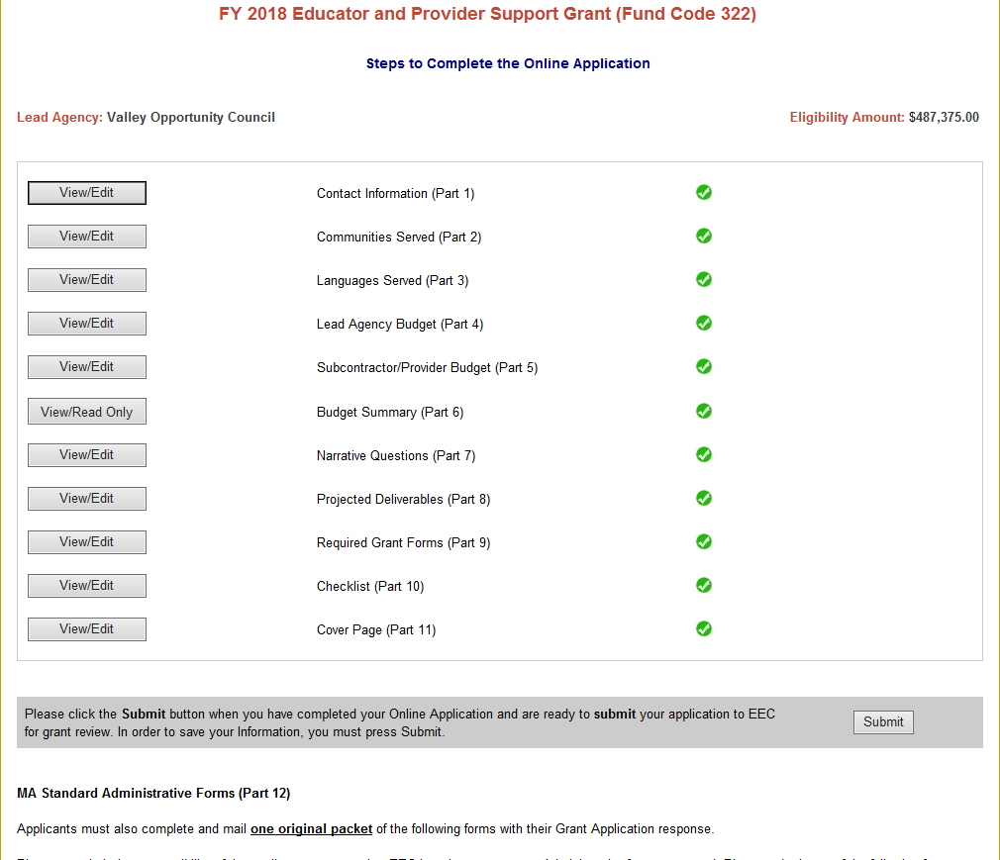 FY 2018 Educator and Provider Support Grant (Fund Code 322)
Steps to Complete the Online Application
Lead Agency: Valley Opportunity Council Eligibility Amount: $487,375.00
View/Edit Contact Information (Part 1)
View/Edit Communities Served (Part 2)
View/Edit Languages Served (Part 3)
View/Edit Lead Agency Budget (Part 4)
View/Edit Subcontractor/Provider Budget (Part 5)
View/Read Only Budget Summary (Part 6)
View/Edit Narrative Questions (Part 7)
View/Edit Projected Deliverables (Part 8)
View/Edit Required Grant Forms (Part 9)
View/Edit Checklist (Part 10)
View/Edit Cover Page (Part 11)
Please click the Submit button when you have completed your Online Application and are ready to submit your application to EEC
for grant review. In order to save your Information, you must press Submit.
Submit
MA Standard Administrative Forms (Part 12)
Applicants must also complete and mail one original packet of the following forms with their Grant Application response.